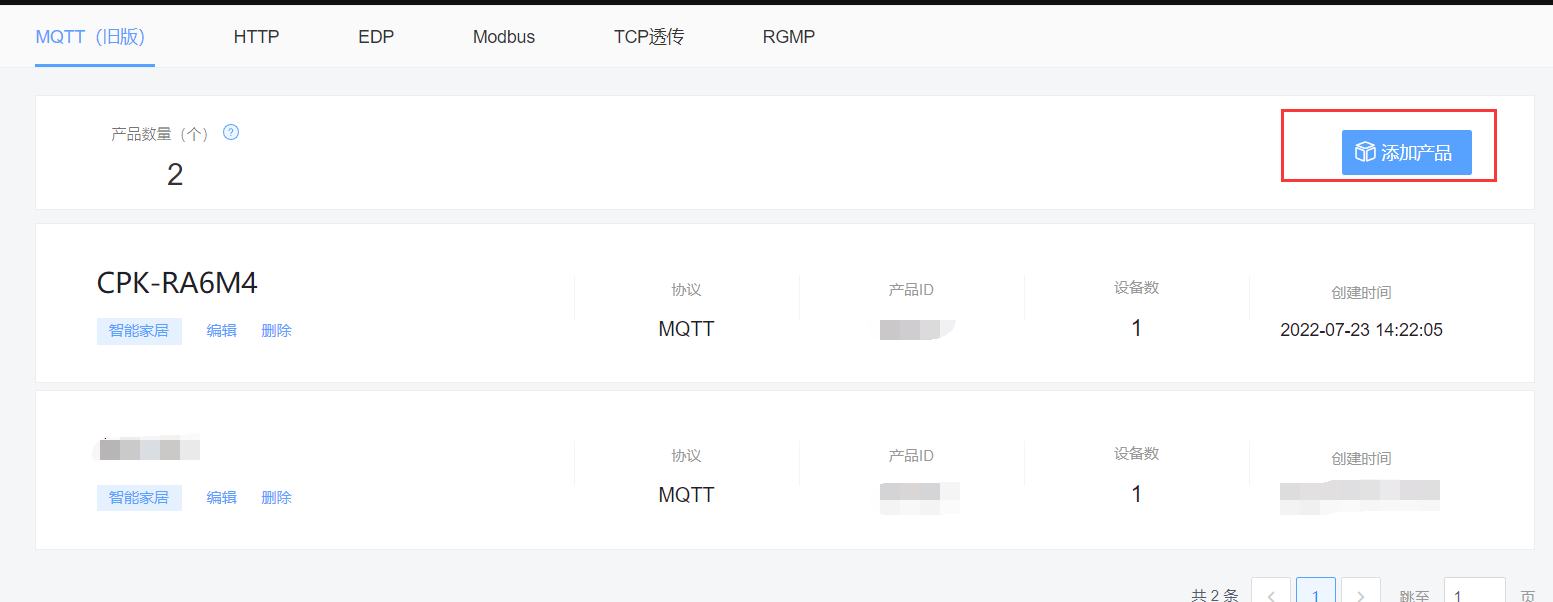 MQTT（旧版） HTTP EDP Modbus TCP透传 RGMP
产品数量（个） ?
2
添加产品
CPK-RA6M4
智能家居 编辑 删除
协议
MQTT
产品ID
设备数
1
创建时间
2022-07-23 14:22:05
智能家居 编辑 删除
协议
MQTT
产品ID
设备数
1
创建时间
共 2 条 < 1 > 跳至 1 页